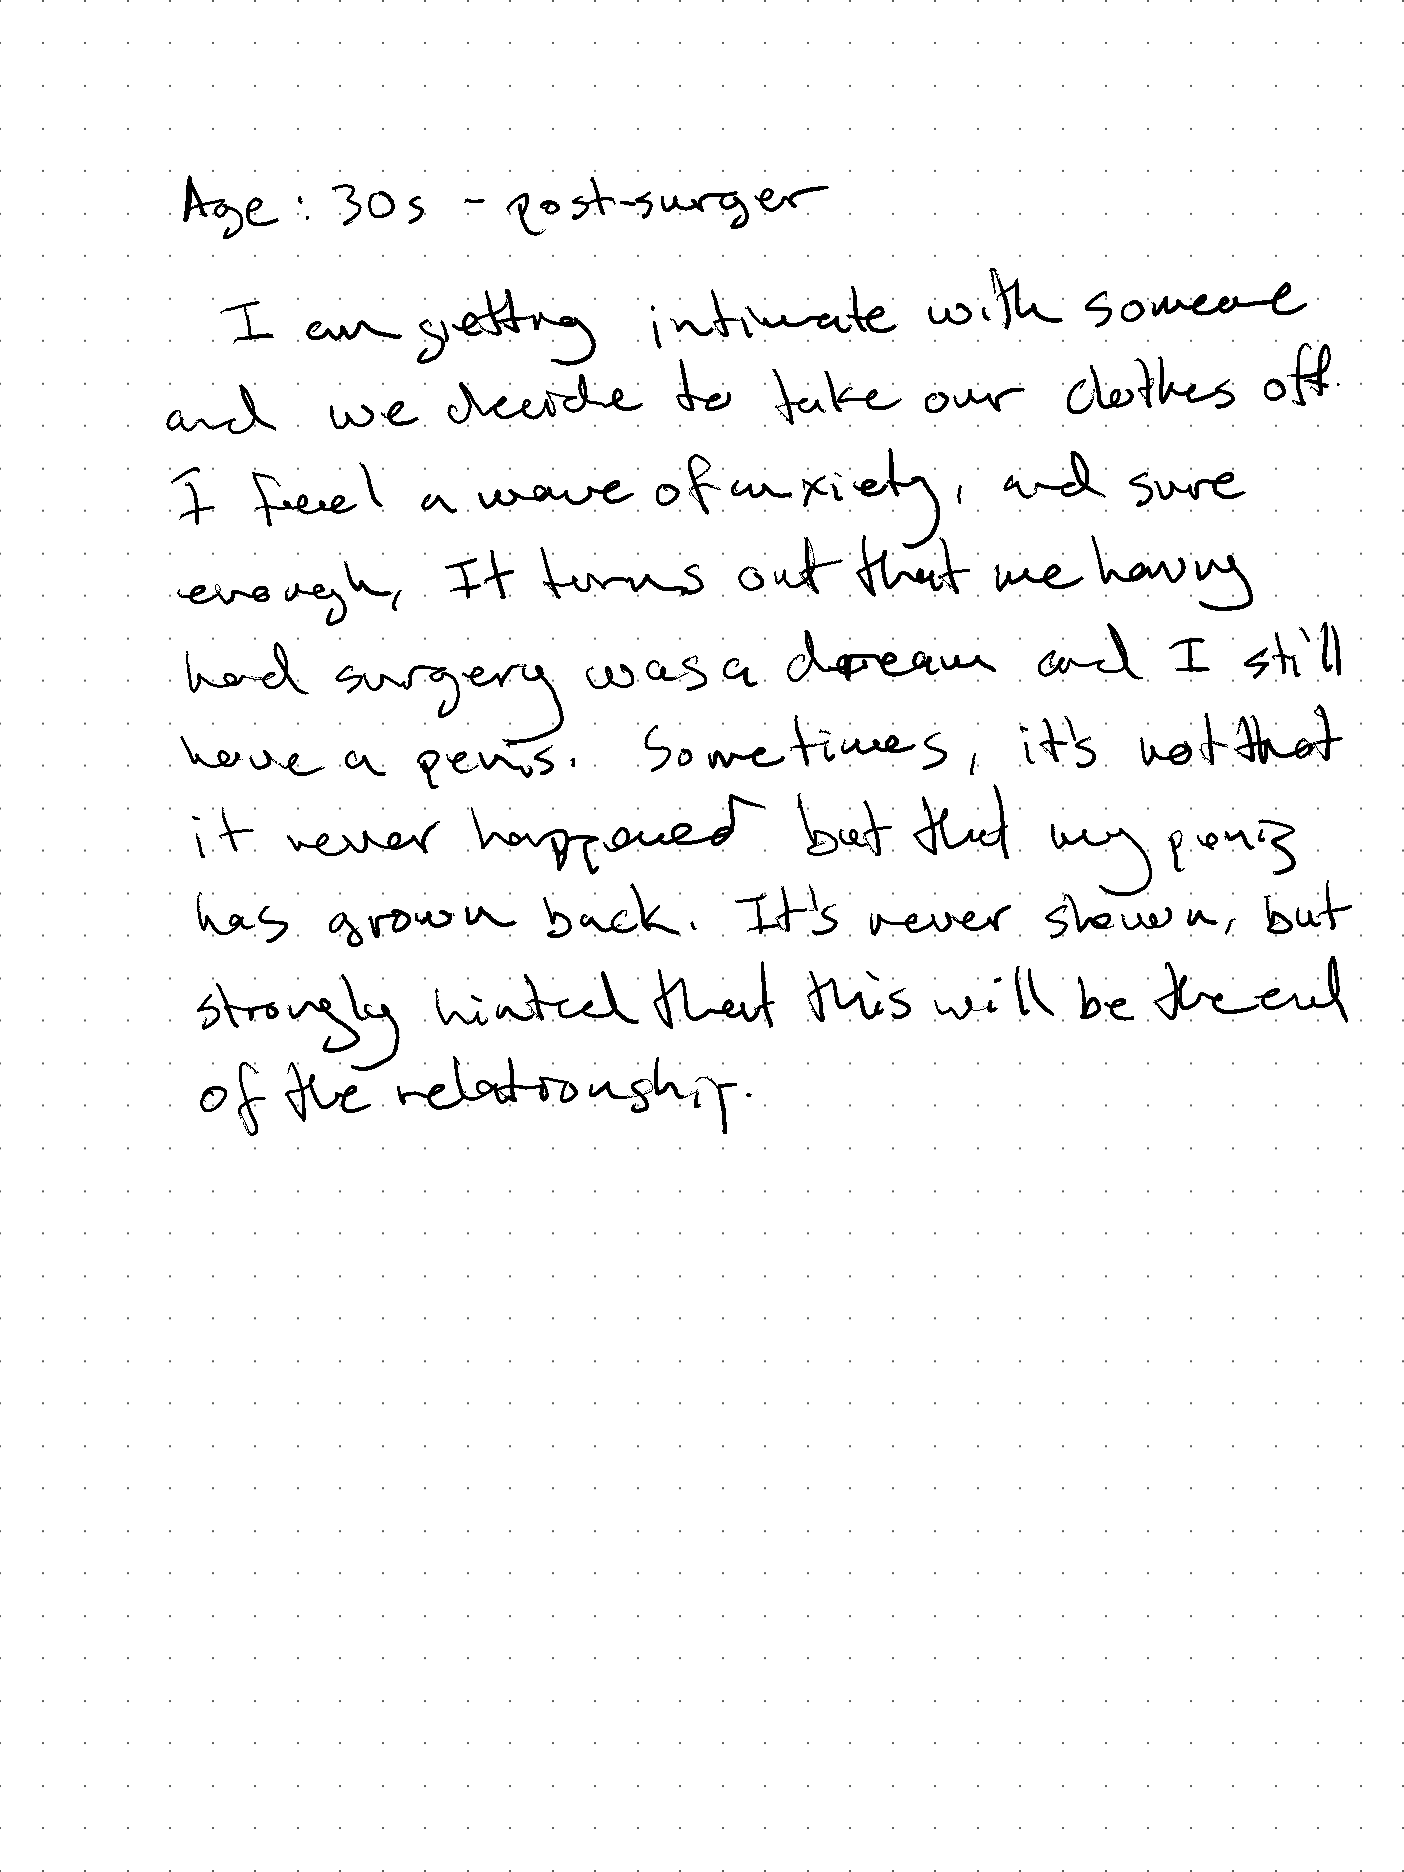 Age: 30s - post-surger
I am getting intimate with someone
and we decide to take our clothes off.
I feel a wave of anxiety, and sure
enough, It turns out that me having
had surgery was a dream and I still
have a penis. Sometimes, it's not that
it never happened but that my penis
has grown back. It's never shown, but
strongly hinted that this will be the end
of the relationship.